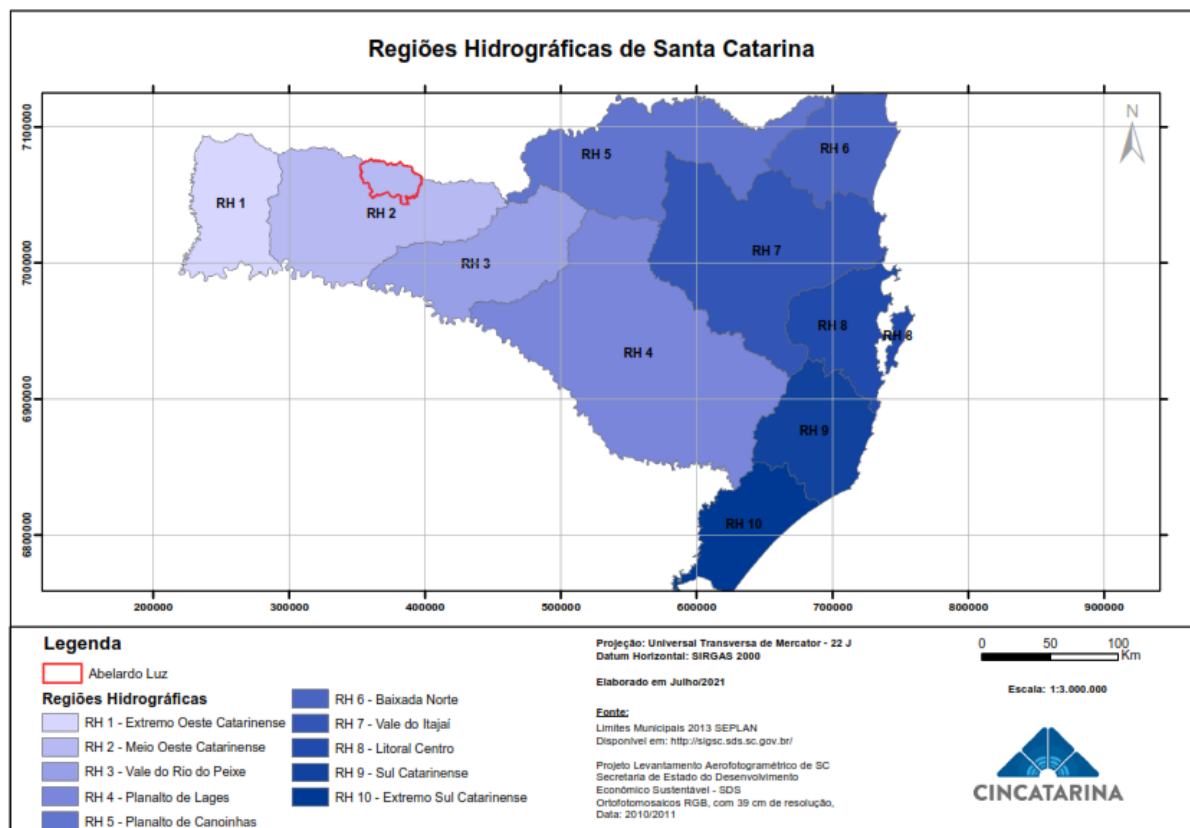 Regiões Hidrográficas de Santa Catarina
N
7100000
7000000
6900000
6800000
RH 1
RH 2
RH 3
RH 4
RH 5
RH 6
RH 7
RH 8
RH 8
RH 9
RH 10
200000
300000
400000
500000
600000
700000
800000
900000
Legenda
Abelardo Luz
Regiões Hidrográficas
RH 1 - Extremo Oeste Catarinense
RH 2 - Meio Oeste Catarinense
RH 3 - Vale do Rio do Peixe
RH 4 - Planalto de Lages
RH 5 - Planalto de Canoinhas
RH 6 - Baixada Norte
RH 7 - Vale do Itajaí
RH 8 - Litoral Centro
RH 9 - Sul Catarinense
RH 10 - Extremo Sul Catarinense
Projeção: Universal Transversa de Mercator - 22 J
Datum Horizontal: SIRGAS 2000
Elaborado em Julho/2021
Fonte:
Limites Municipais 2013 SEPLAN
Disponível em: http://sigsc.sds.sc.gov.br/
Projeto Levantamento Aerofotogramétrico de SC
Secretaria de Estado do Desenvolvimento
Econômico Sustentável - SDS
Ortofotomosaicos RGB, com 39 cm de resolução,
Data: 2010/2011
0 50 100
Km
Escala: 1:3.000.000
CINCATARINA